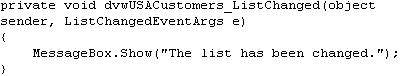 private void dvwUSACustomers_ListChanged(object
sender, ListChangedEventArgs e)
{
    MessageBox.Show("The list has been changed.");
}